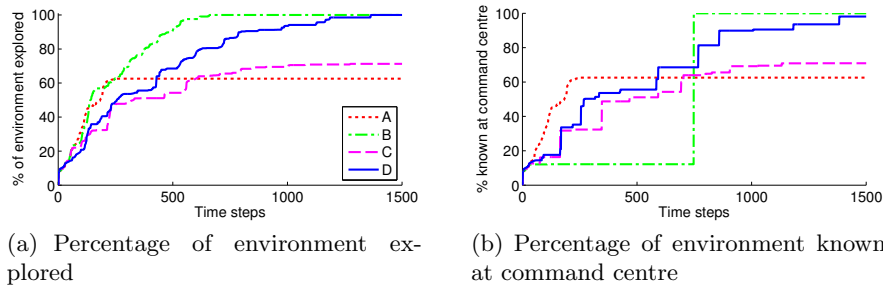 100
80
60
40
20
0
% of environment explored
0
500
1000
1500
Time steps
A
B
C
D
(a) Percentage of environment ex-
plored
100
80
60
40
20
0
% known at command centre
0
500
1000
1500
Time steps
(b) Percentage of environment known
at command centre